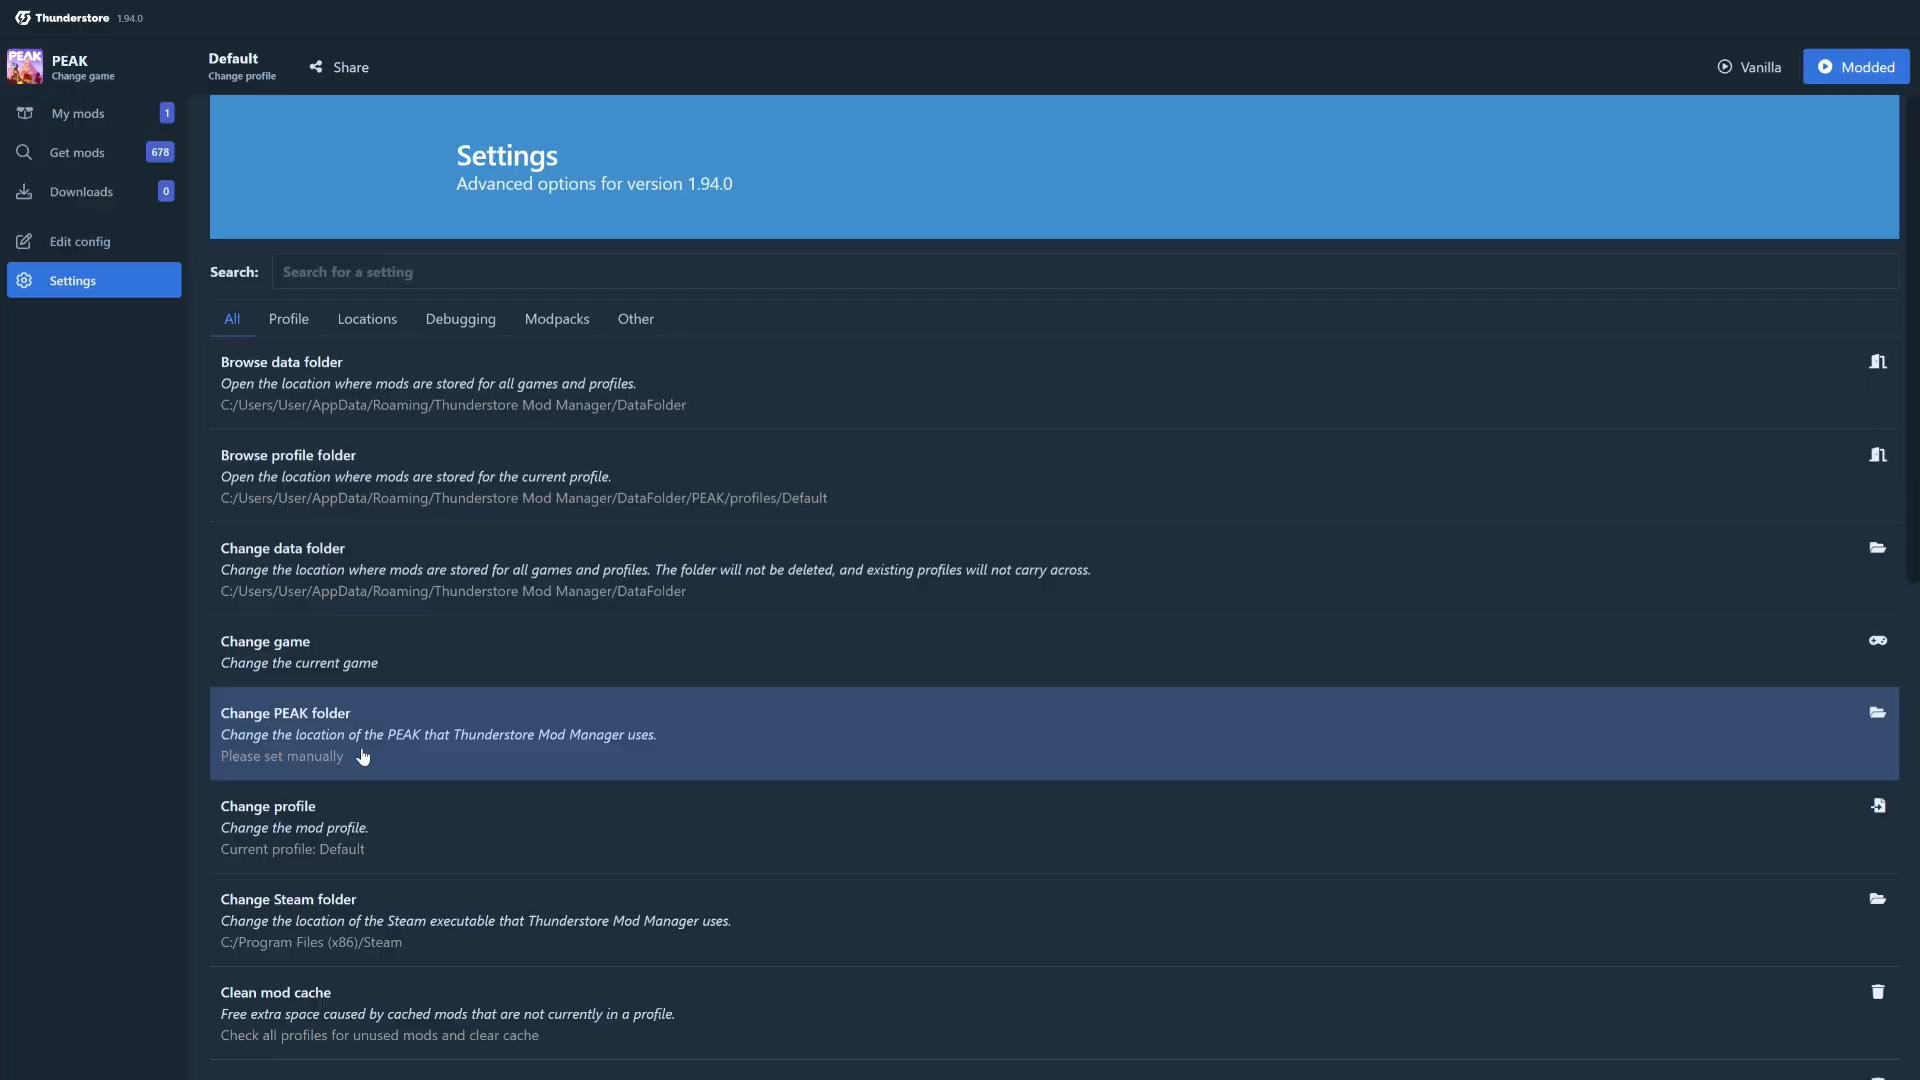 Thunderstore 1.94.0
PEAK
PEAK
Change game
Default
Change profile
Share
Vanilla
Modded
My mods 1
Get mods 678
Downloads 0
Edit config
Settings
Settings
Advanced options for version 1.94.0
Search: Search for a setting
All Profile Locations Debugging Modpacks Other
Browse data folder
Open the location where mods are stored for all games and profiles.
C:/Users/User/AppData/Roaming/Thunderstore Mod Manager/DataFolder
Browse profile folder
Open the location where mods are stored for the current profile.
C:/Users/User/AppData/Roaming/Thunderstore Mod Manager/DataFolder/PEAK/profiles/Default
Change data folder
Change the location where mods are stored for all games and profiles. The folder will not be deleted, and existing profiles will not carry across.
C:/Users/User/AppData/Roaming/Thunderstore Mod Manager/DataFolder
Change game
Change the current game
Change PEAK folder
Change the location of the PEAK that Thunderstore Mod Manager uses.
Please set manually
Change profile
Change the mod profile.
Current profile: Default
Change Steam folder
Change the location of the Steam executable that Thunderstore Mod Manager uses.
C:/Program Files (x86)/Steam
Clean mod cache
Free extra space caused by cached mods that are not currently in a profile.
Check all profiles for unused mods and clear cache